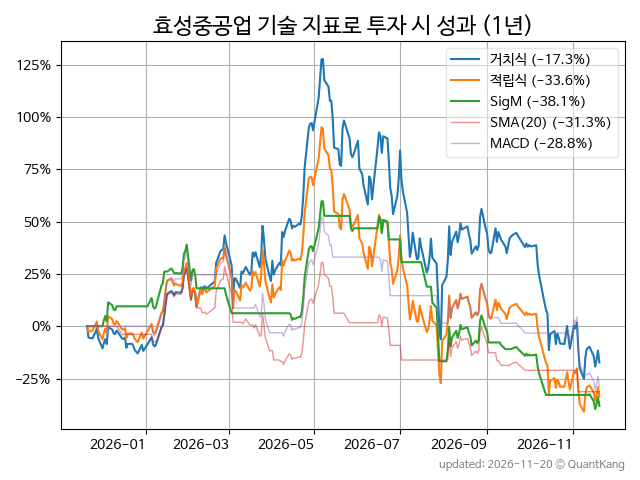 효성중공업 기술 지표로 투자 시 성과 (1년)
거치식 (−17.3%)
적립식 (−33.6%)
SigM (−38.1%)
SMA(20) (−31.3%)
MACD (−28.8%)
125%
100%
75%
50%
25%
0%
−25%
2026-01 2026-03 2026-05 2026-07 2026-09 2026-11
updated: 2026-11-20 © QuantKang